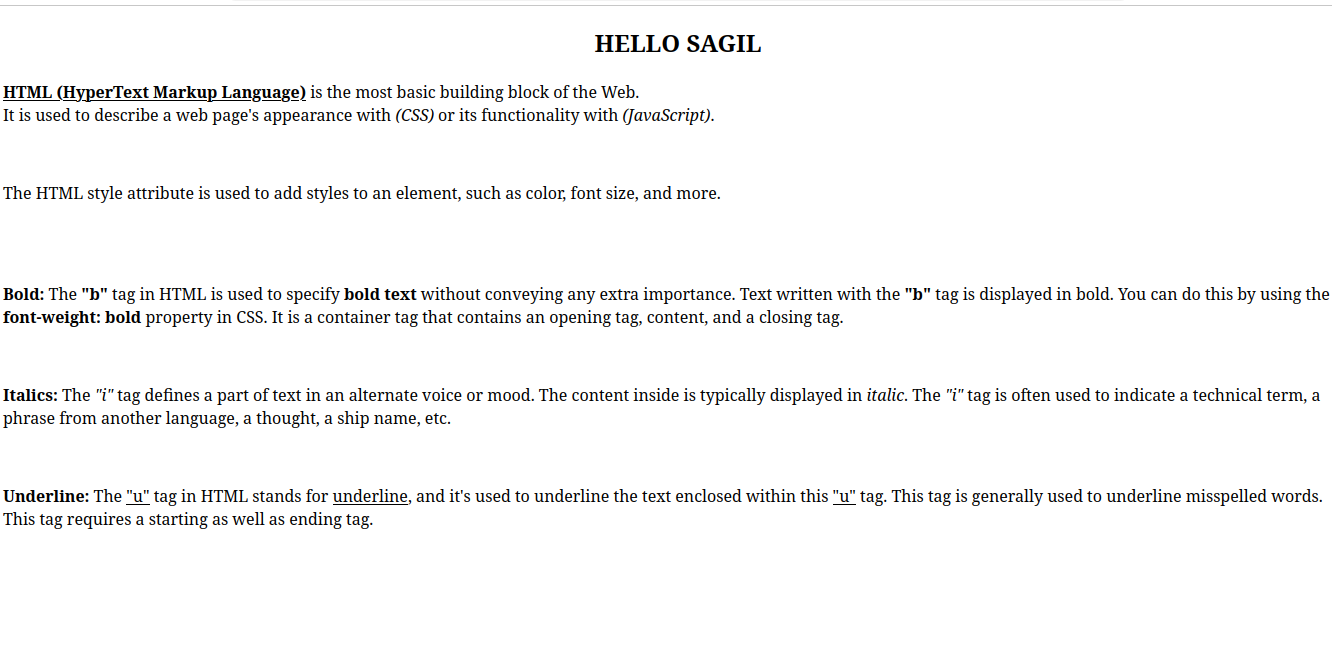 HELLO SAGIL
HTML (HyperText Markup Language) is the most basic building block of the Web.
It is used to describe a web page's appearance with (CSS) or its functionality with (JavaScript).
The HTML style attribute is used to add styles to an element, such as color, font size, and more.
Bold: The "b" tag in HTML is used to specify bold text without conveying any extra importance. Text written with the "b" tag is displayed in bold. You can do this by using the
font-weight: bold property in CSS. It is a container tag that contains an opening tag, content, and a closing tag.
Italics: The "i" tag defines a part of text in an alternate voice or mood. The content inside is typically displayed in italic. The "i" tag is often used to indicate a technical term, a
phrase from another language, a thought, a ship name, etc.
Underline: The "u" tag in HTML stands for underline, and it's used to underline the text enclosed within this "u" tag. This tag is generally used to underline misspelled words.
This tag requires a starting as well as ending tag.